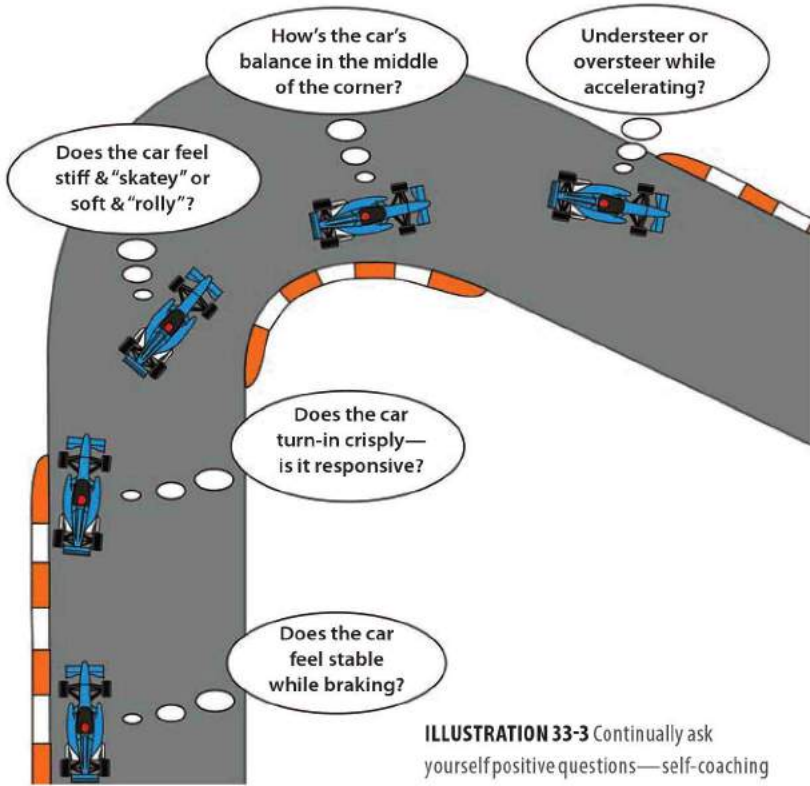 How's the car's
balance in the middle
of the corner?
Understeer or
oversteer while
accelerating?
Does the car feel
stiff & "skatey" or
soft & "rolly"?
Does the car
turn-in crisply—
is it responsive?
Does the car
feel stable
while braking?
ILLUSTRATION 33-3 Continually ask
yourself positive questions—self-coaching